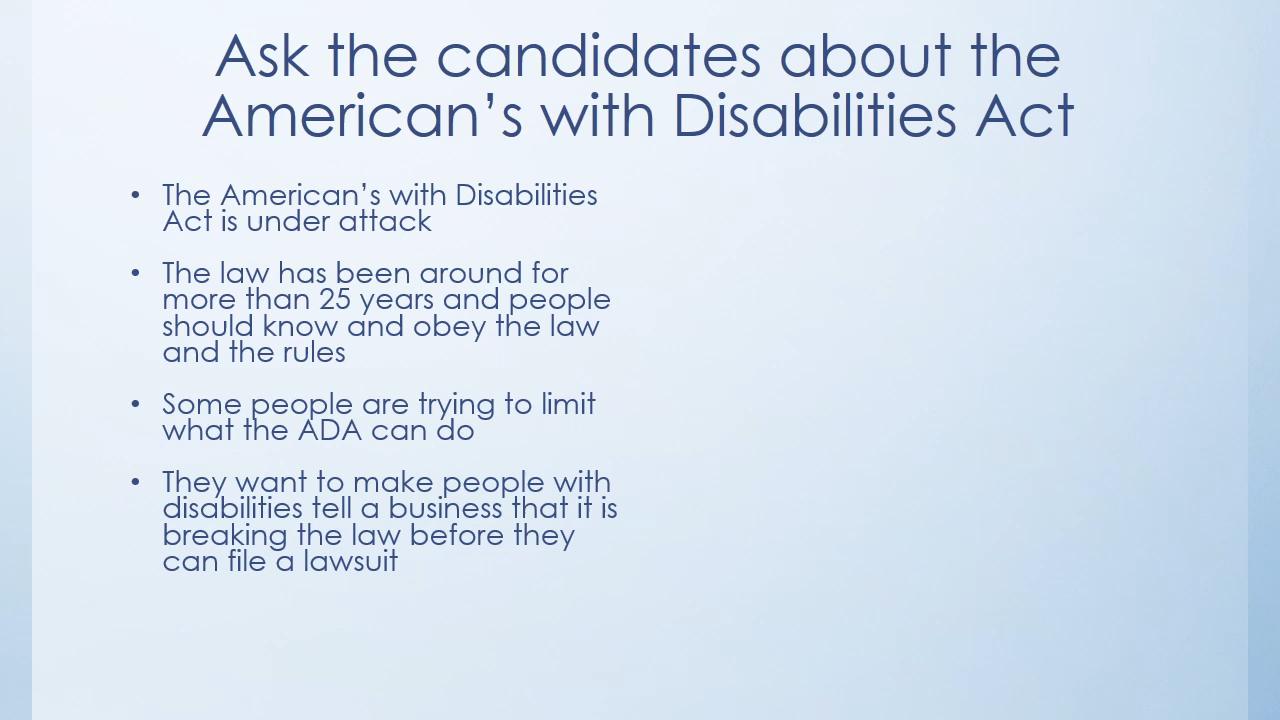 Ask the candidates about the
American’s with Disabilities Act
• The American’s with Disabilities
Act is under attack
• The law has been around for
more than 25 years and people
should know and obey the law
and the rules
• Some people are trying to limit
what the ADA can do
• They want to make people with
disabilities tell a business that it is
breaking the law before they
can file a lawsuit